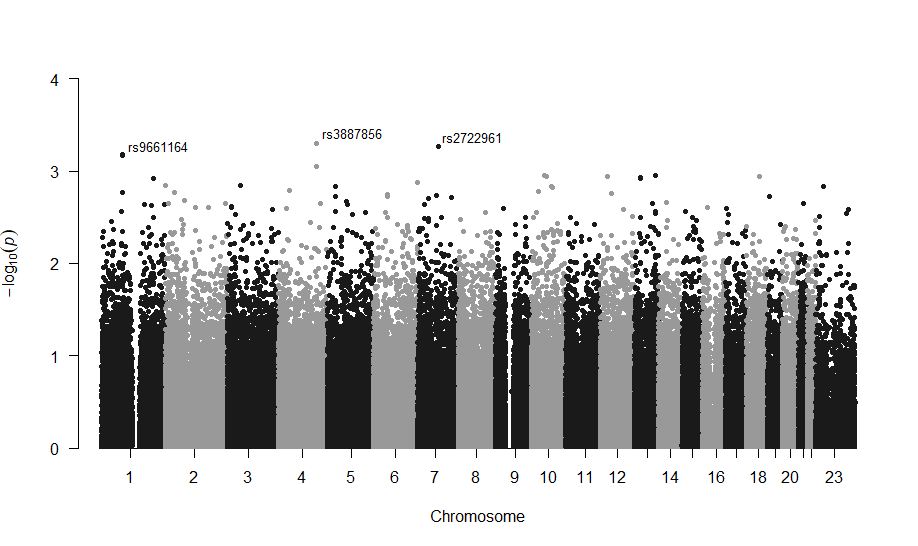 4
rs3887856
rs2722961
rs9661164
3
−log10(p)
2
1
0
1 2 3 4 5 6 7 8 9 10 11 12 14 16 18 20 23
Chromosome